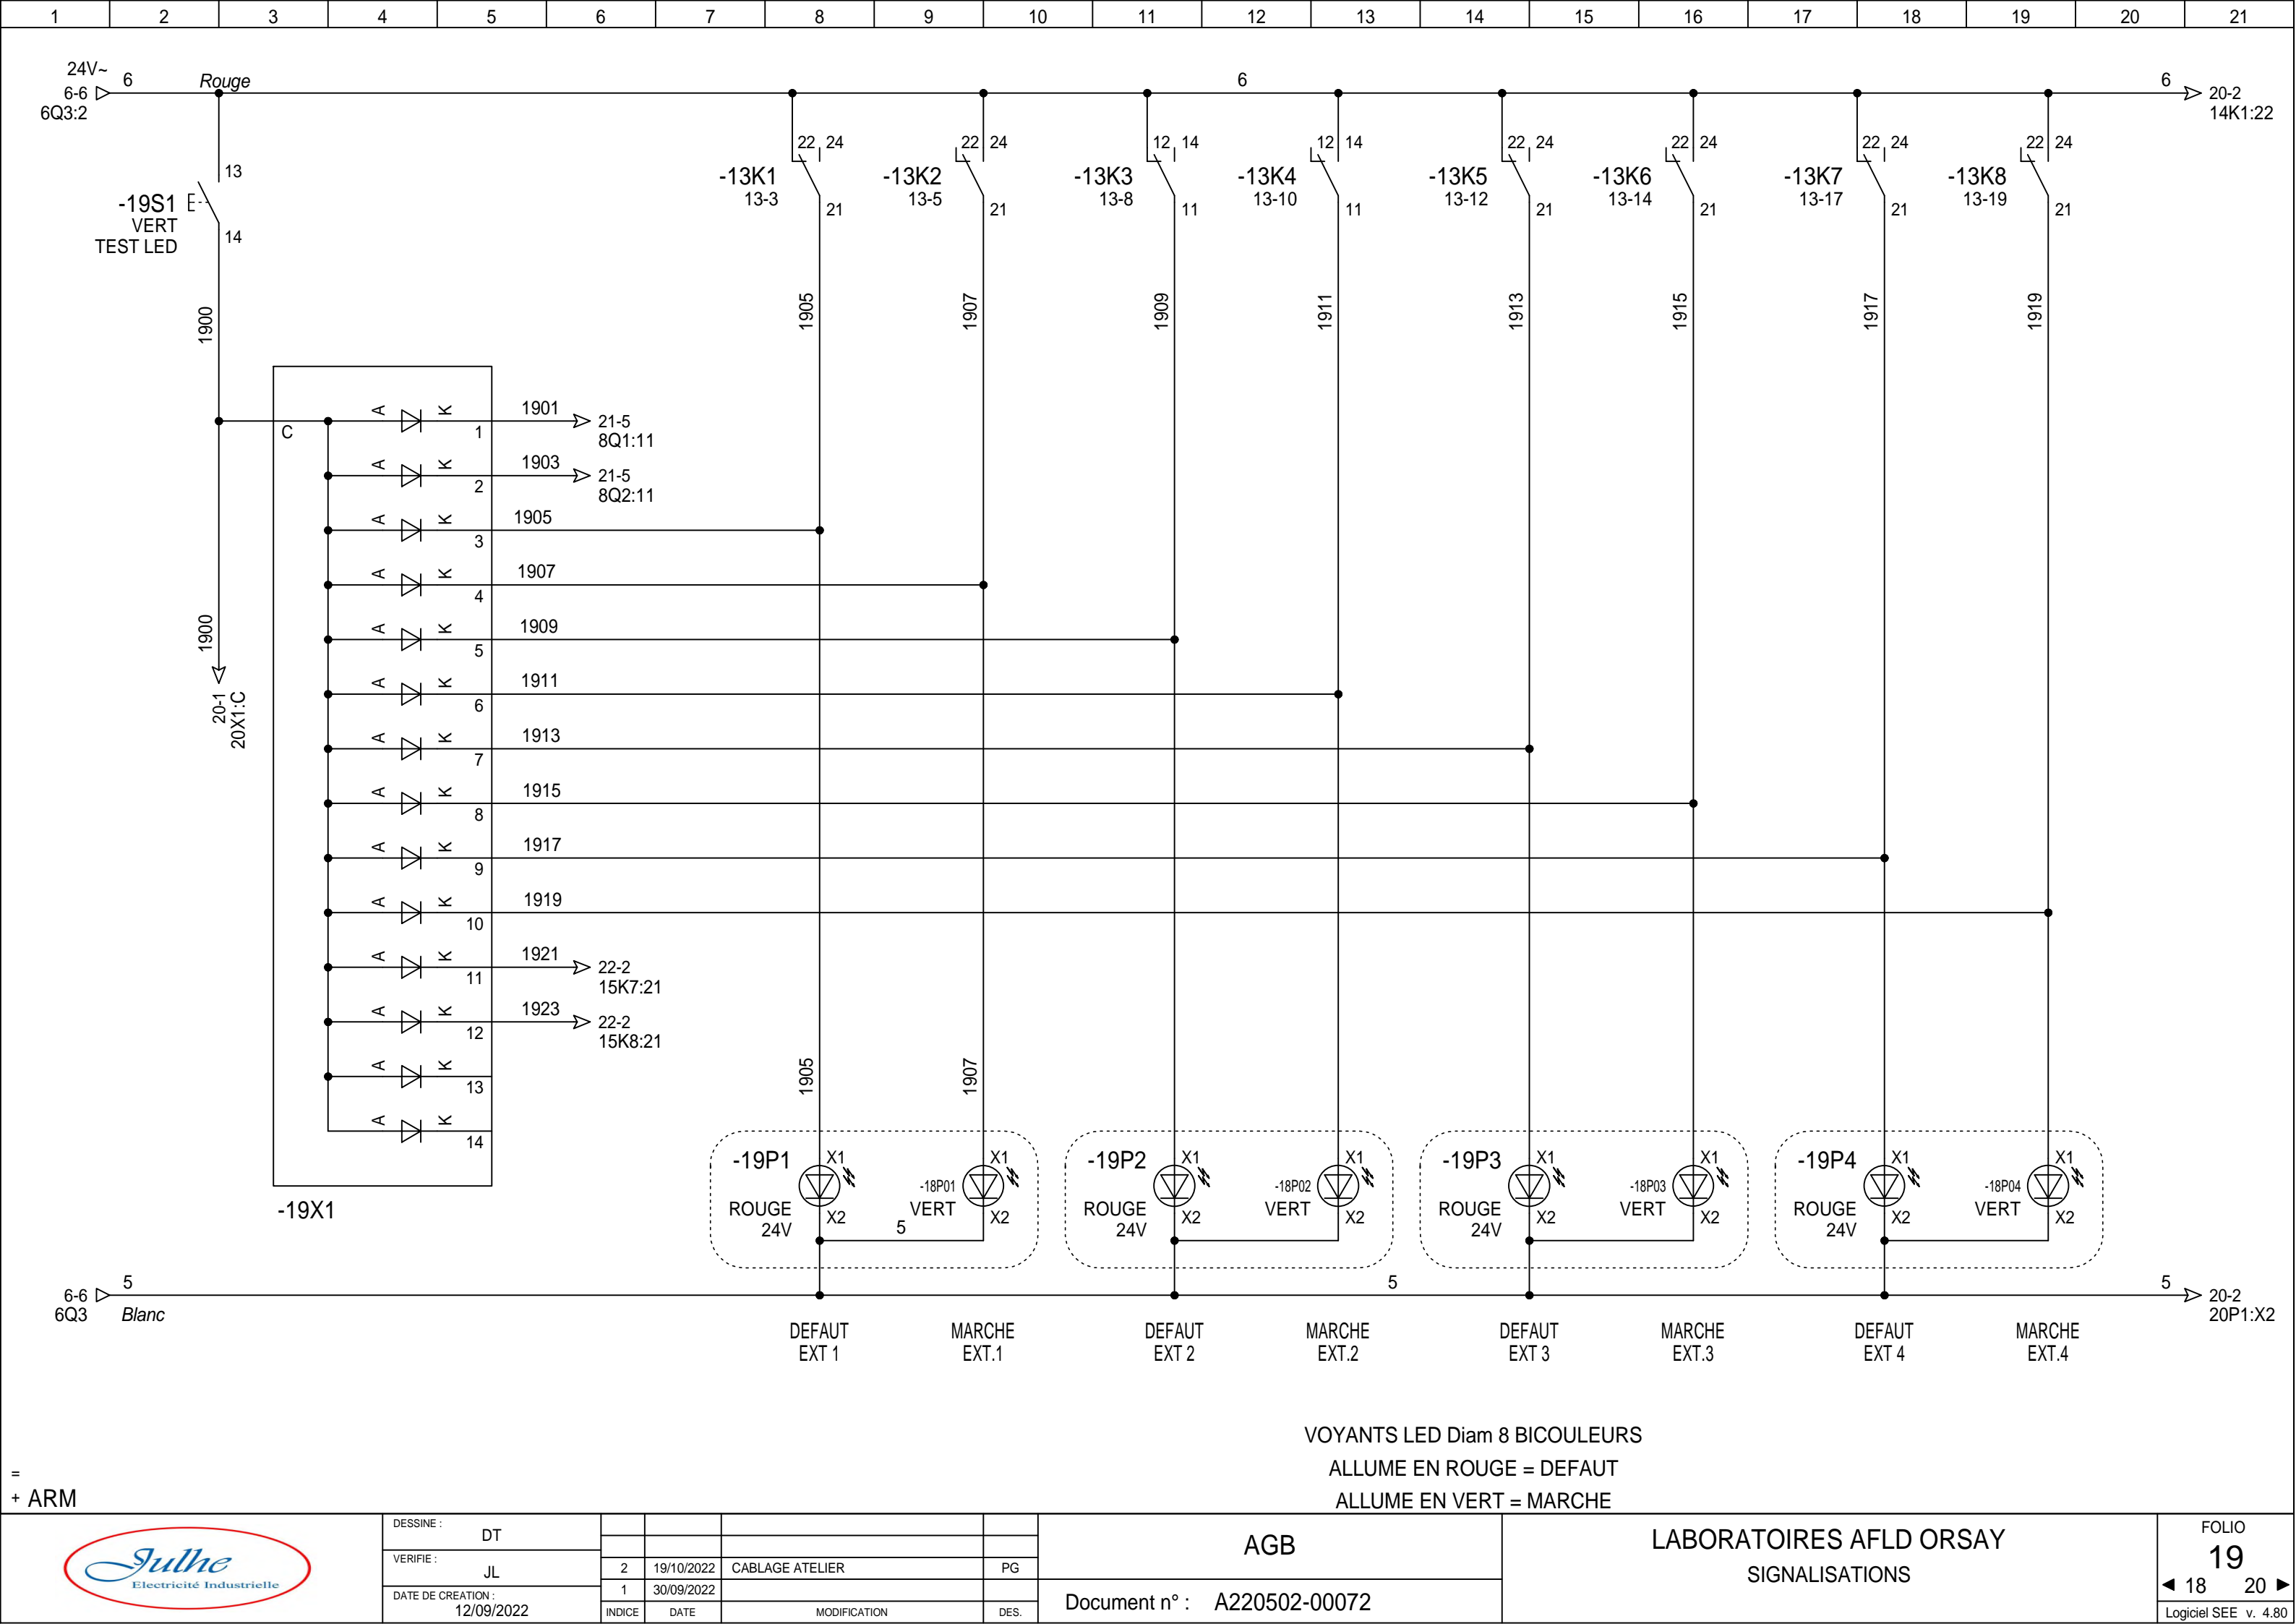 1 2 3 4 5 6 7 8 9 10 11 12 13 14 15 16 17 18 19 20 21
24V~ 6 Rouge 6 6
6-6 20-2
6Q3:2 14K1:22
13
-19S1
VERT
TEST LED
14
22 24
-13K1
13-3
21
22 24
-13K2
13-5
21
12 14
-13K3
13-8
11
12 14
-13K4
13-10
11
22 24
-13K5
13-12
21
22 24
-13K6
13-14
21
22 24
-13K7
13-17
21
22 24
-13K8
13-19
21
1900 1905 1907 1909 1911 1913 1915 1917 1919
C
A K 1 1901 21-5
8Q1:11
A K 2 1903 21-5
8Q2:11
A K 3 1905
A K 4 1907
A K 5 1909
A K 6 1911
A K 7 1913
A K 8 1915
A K 9 1917
A K 10 1919
A K 11 1921 22-2
15K7:21
A K 12 1923 22-2
15K8:21
A K 13
A K 14
-19X1
1900
20-1
20X1:C
1905 1907
-19P1 X1
ROUGE
24V X2
-18P01 X1
VERT X2
5
-19P2 X1
ROUGE
24V X2
-18P02 X1
VERT X2
-19P3 X1
ROUGE
24V X2
-18P03 X1
VERT X2
-19P4 X1
ROUGE
24V X2
-18P04 X1
VERT X2
5 5 5
6-6 20-2
6Q3 Blanc 20P1:X2
DEFAUT
EXT 1
MARCHE
EXT.1
DEFAUT
EXT 2
MARCHE
EXT.2
DEFAUT
EXT 3
MARCHE
EXT.3
DEFAUT
EXT 4
MARCHE
EXT.4
VOYANTS LED Diam 8 BICOULEURS
ALLUME EN ROUGE = DEFAUT
ALLUME EN VERT = MARCHE
=
+ ARM
Julhe
Electricité Industrielle
DESSINE :
DT
VERIFIE :
JL
DATE DE CREATION :
12/09/2022
2 19/10/2022 CABLAGE ATELIER PG
1 30/09/2022
INDICE DATE MODIFICATION DES.
AGB
Document n° : A220502-00072
LABORATOIRES AFLD ORSAY
SIGNALISATIONS
FOLIO
19
18 20
Logiciel SEE v. 4.80